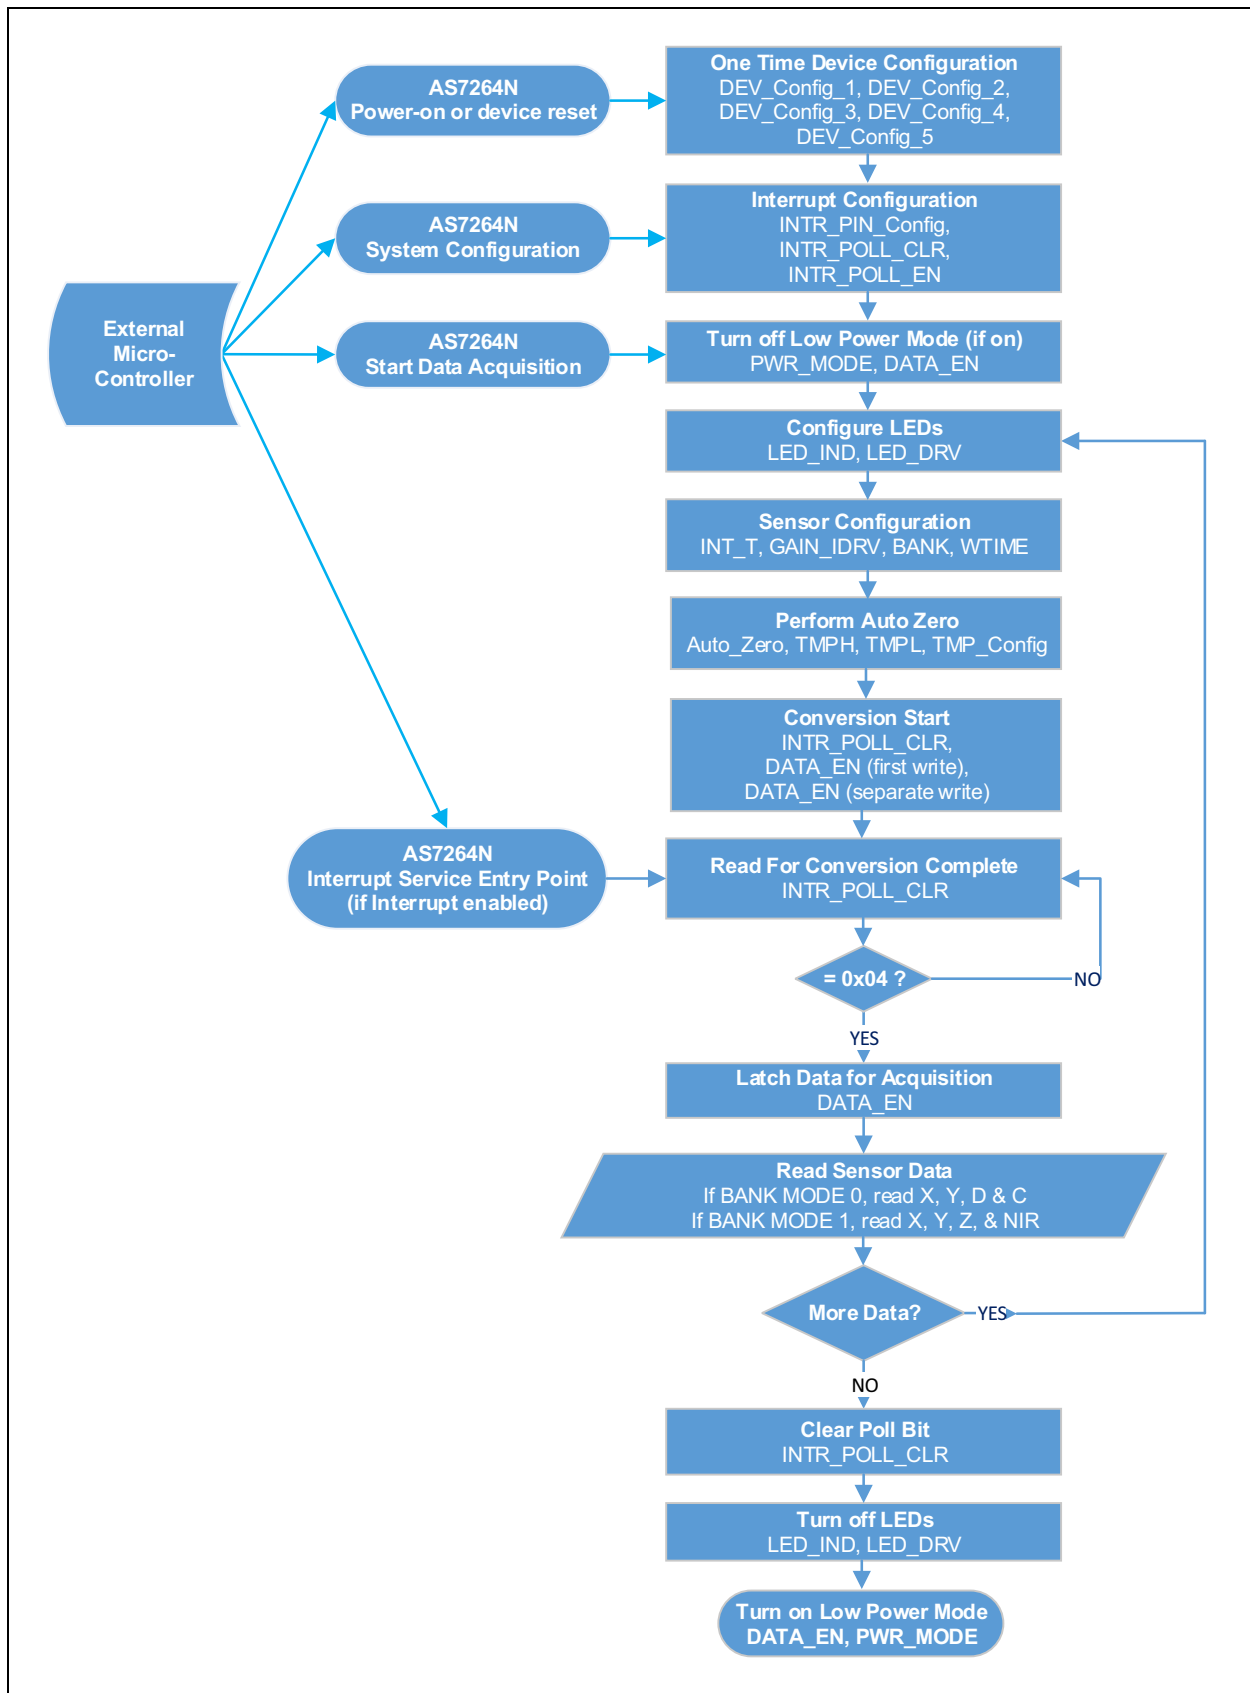 One Time Device Configuration
DEV_Config_1, DEV_Config_2,
DEV_Config_3, DEV_Config_4,
DEV_Config_5
AS7264N
Power-on or device reset
Interrupt Configuration
INTR_PIN_Config,
INTR_POLL_CLR,
INTR_POLL_EN
AS7264N
System Configuration
External
Micro-
Controller
AS7264N
Start Data Acquisition
Turn off Low Power Mode (if on)
PWR_MODE, DATA_EN
Configure LEDs
LED_IND, LED_DRV
Sensor Configuration
INT_T, GAIN_IDRV, BANK, WTIME
Perform Auto Zero
Auto_Zero, TMPH, TMPL, TMP_Config
Conversion Start
INTR_POLL_CLR,
DATA_EN (first write),
DATA_EN (separate write)
AS7264N
Interrupt Service Entry Point
(if Interrupt enabled)
Read For Conversion Complete
INTR_POLL_CLR
= 0x04 ?
NO
YES
Latch Data for Acquisition
DATA_EN
Read Sensor Data
If BANK MODE 0, read X, Y, D & C
If BANK MODE 1, read X, Y, Z, & NIR
More Data?
YES
NO
Clear Poll Bit
INTR_POLL_CLR
Turn off LEDs
LED_IND, LED_DRV
Turn on Low Power Mode
DATA_EN, PWR_MODE